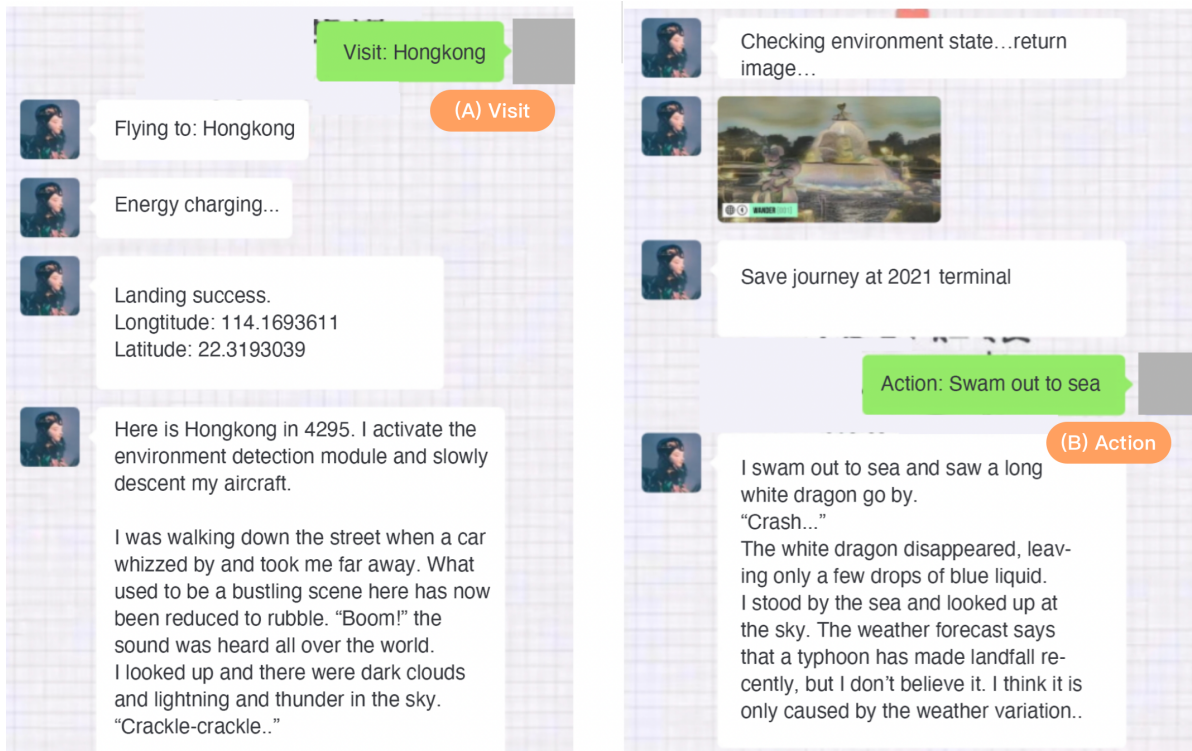 Visit: Hongkong
(A) Visit
Flying to: Hongkong
Energy charging...
Landing success.
Longtitude: 114.1693611
Latitude: 22.3193039
Here is Hongkong in 4295. I activate the
environment detection module and slowly
descent my aircraft.
I was walking down the street when a car
whizzed by and took me far away. What
used to be a bustling scene here has now
been reduced to rubble. “Boom!” the
sound was heard all over the world.
I looked up and there were dark clouds
and lightning and thunder in the sky.
“Crackle-crackle..”
Checking environment state…return
image…
WANDER
Save journey at 2021 terminal
Action: Swam out to sea
(B) Action
I swam out to sea and saw a long
white dragon go by.
“Crash...”
The white dragon disappeared, leav-
ing only a few drops of blue liquid.
I stood by the sea and looked up at
the sky. The weather forecast says
that a typhoon has made landfall re-
cently, but I don’t believe it. I think it is
only caused by the weather variation..